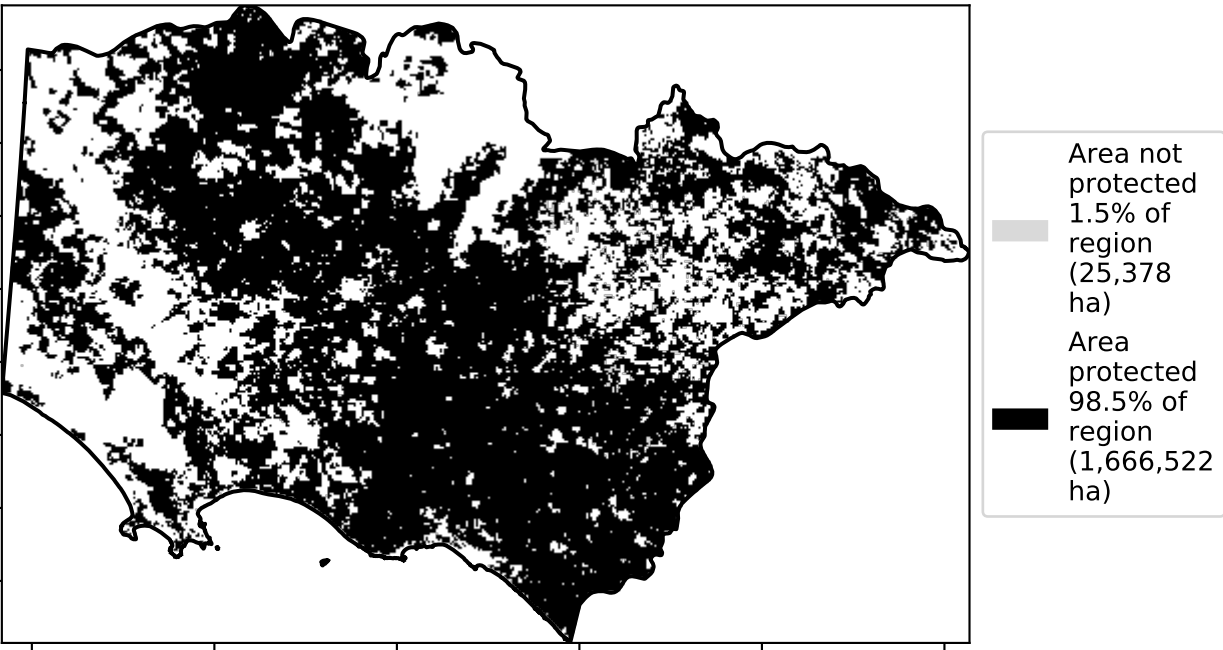 Area not
protected
1.5% of
region
(25,378
ha)
Area
protected
98.5% of
region
(1,666,522
ha)